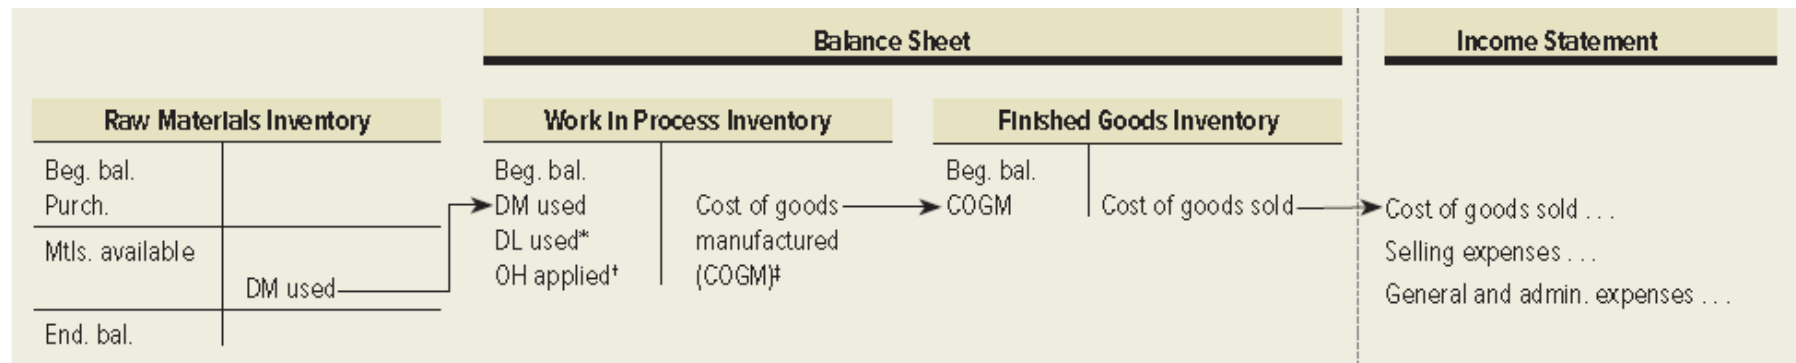 Balance Sheet
Income Statement
Raw Materials Inventory
Work In Process Inventory
Finished Goods Inventory
Beg. bal.
Purch.
Mtls. available
DM used
End. bal.
Beg. bal.
DM used
DL used*
OH applied†
Cost of goods
manufactured
(COGM)‡
Beg. bal.
COGM
Cost of goods sold
Cost of goods sold . . .
Selling expenses . . .
General and admin. expenses . . .